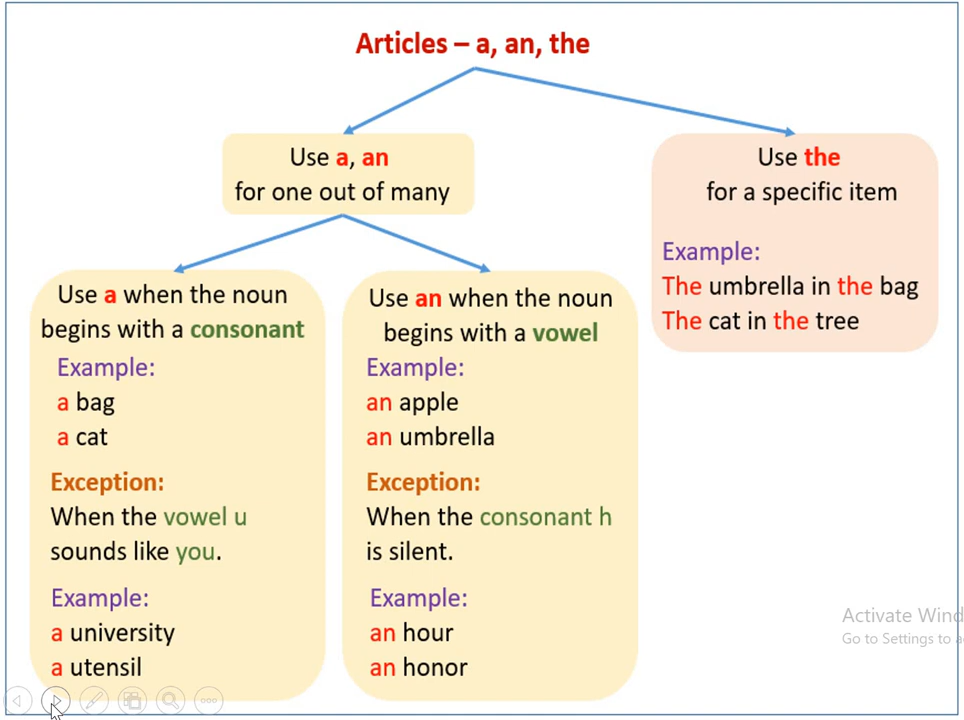 Articles – a, an, the
Use a, an
for one out of many
Use a when the noun
begins with a consonant
Example:
a bag
a cat
Exception:
When the vowel u
sounds like you.
Example:
a university
a utensil
Use an when the noun
begins with a vowel
Example:
an apple
an umbrella
Exception:
When the consonant h
is silent.
Example:
an hour
an honor
Use the
for a specific item
Example:
The umbrella in the bag
The cat in the tree
Activate Wind
Go to Settings to a